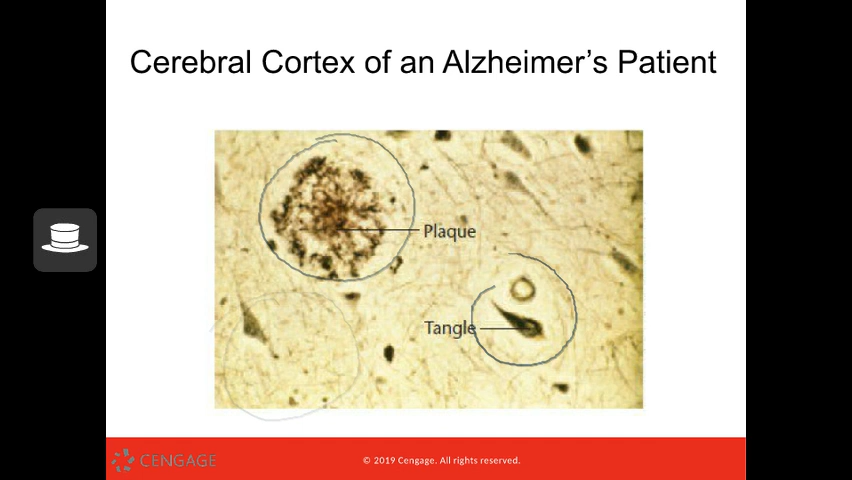 Cerebral Cortex of an Alzheimer’s Patient
Plaque
Tangle
CENGAGE
© 2019 Cengage. All rights reserved.